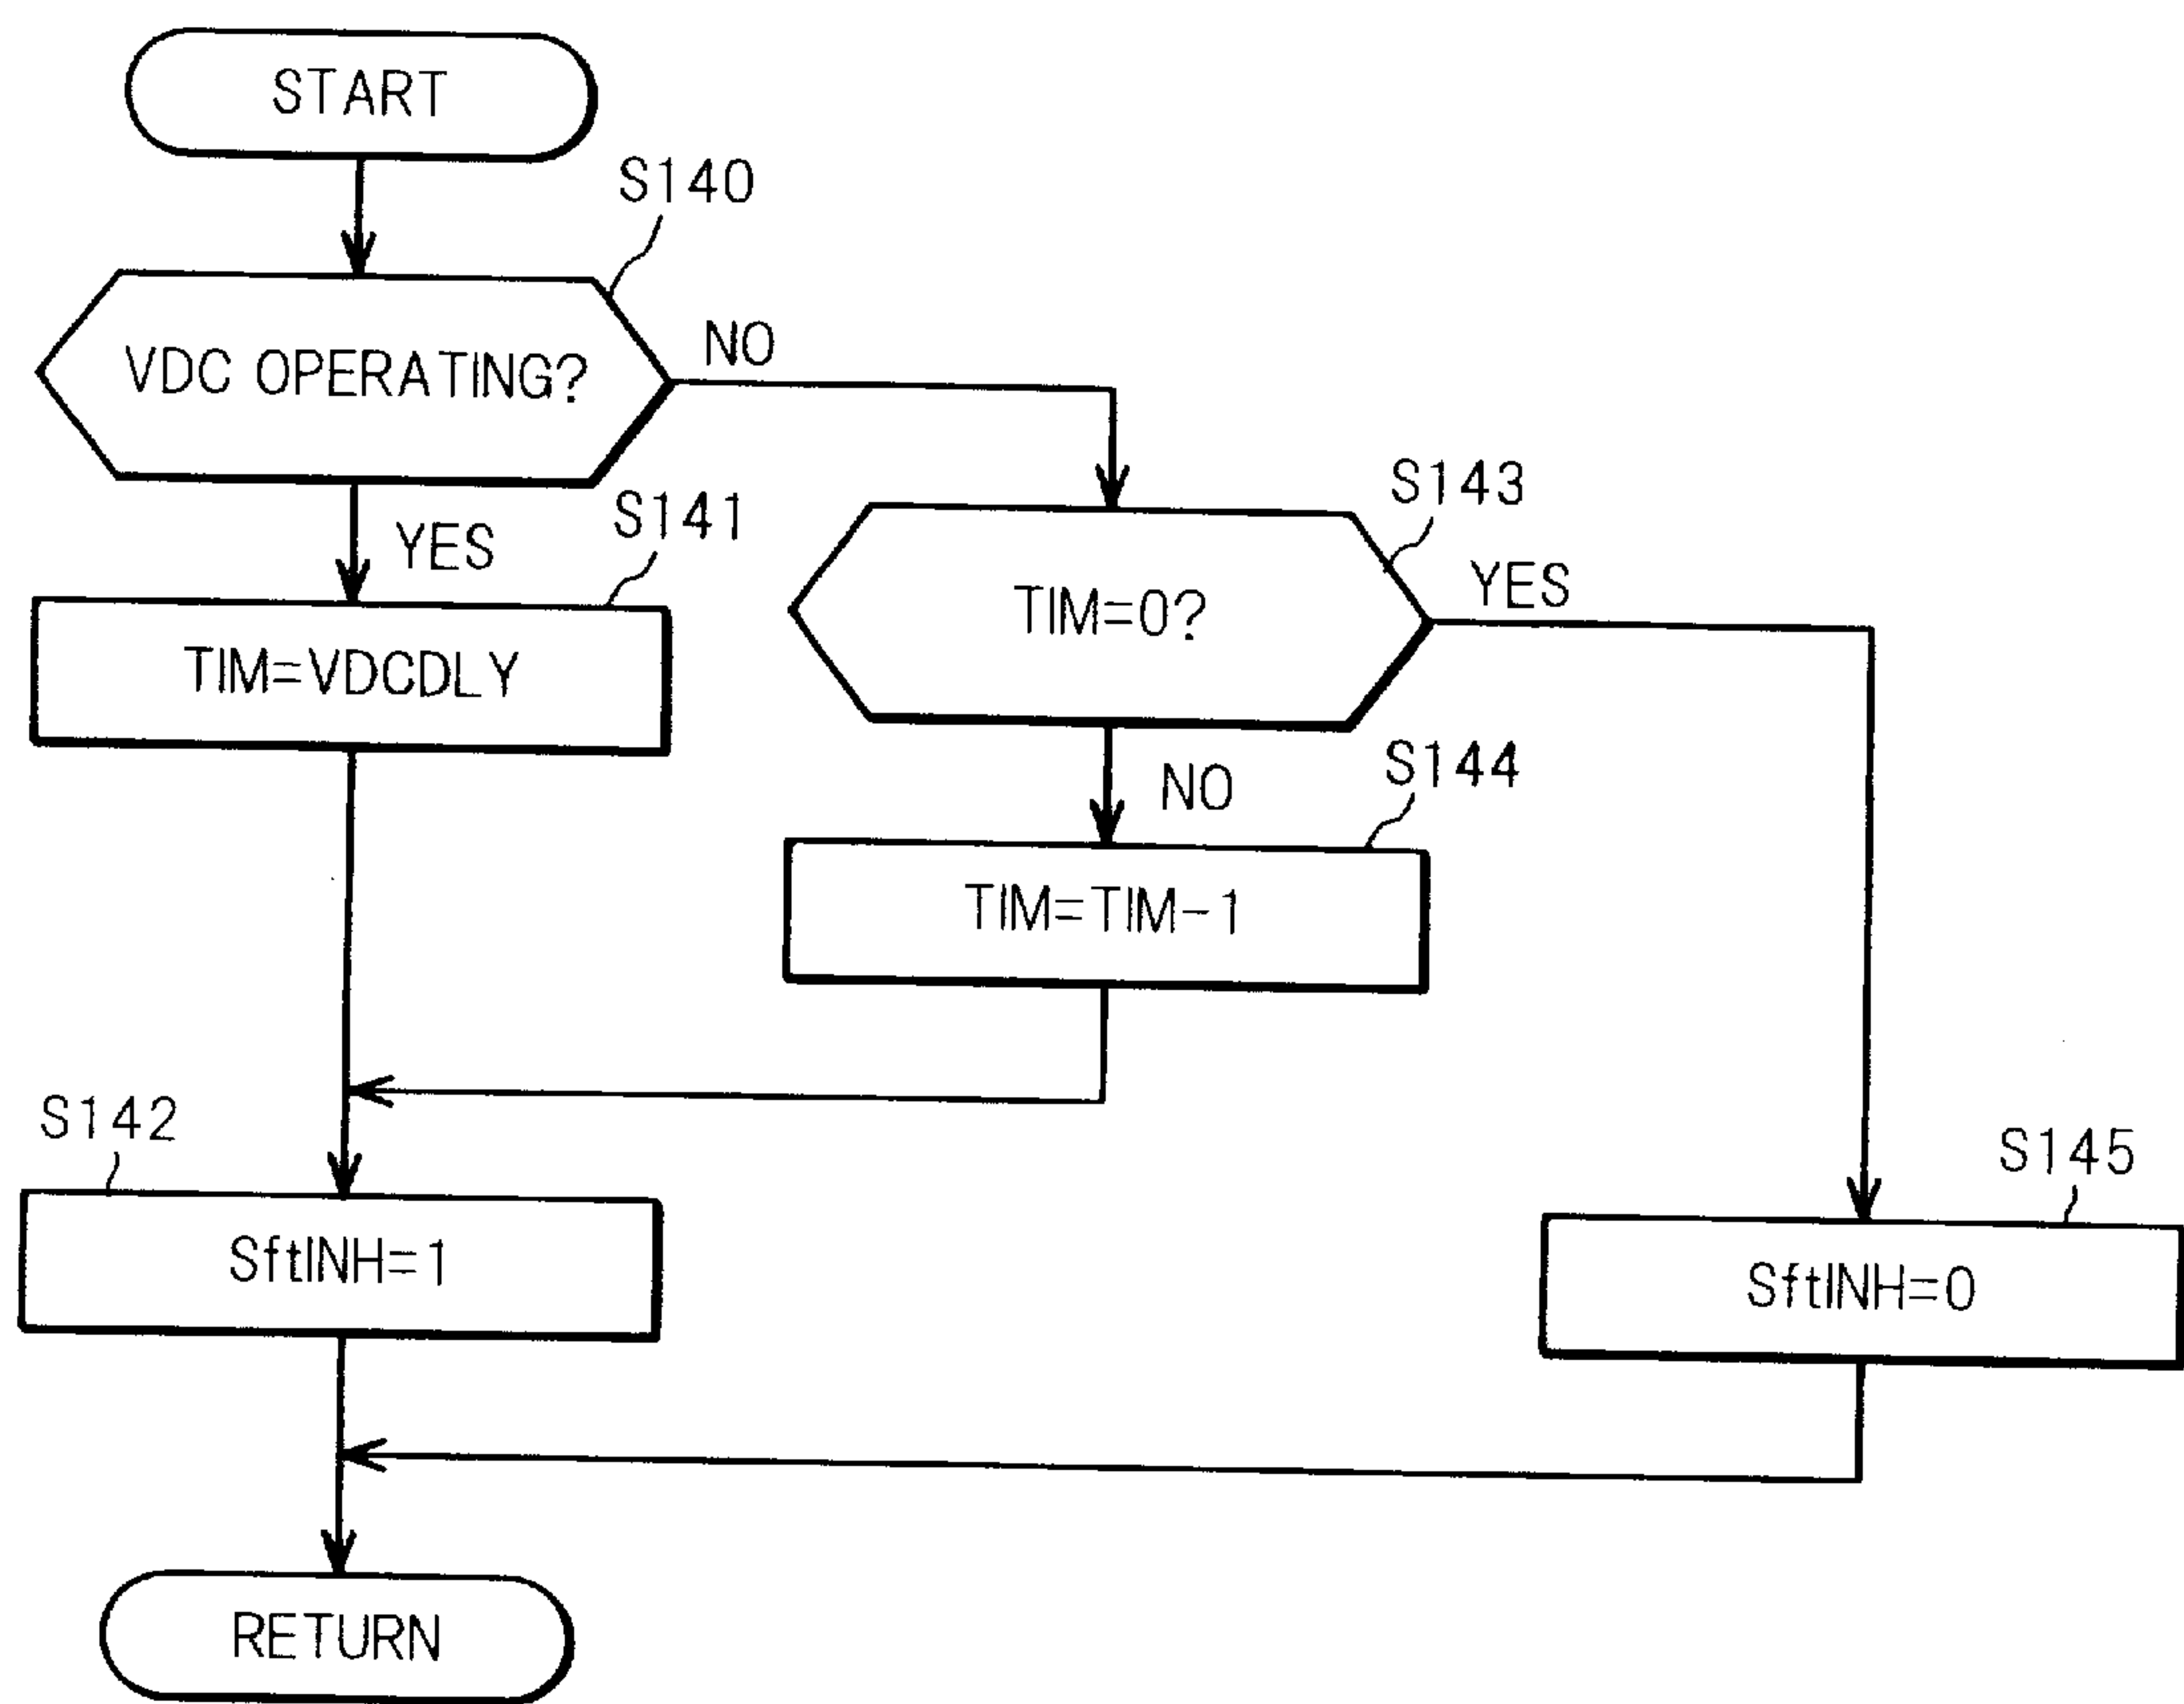 START
S140
VDC OPERATING?
NO
YES
S141
TIM=VDCDLY
S143
TIM=0?
YES
NO
S144
TIM=TIM-1
S142
SftINH=1
S145
SftINH=0
RETURN